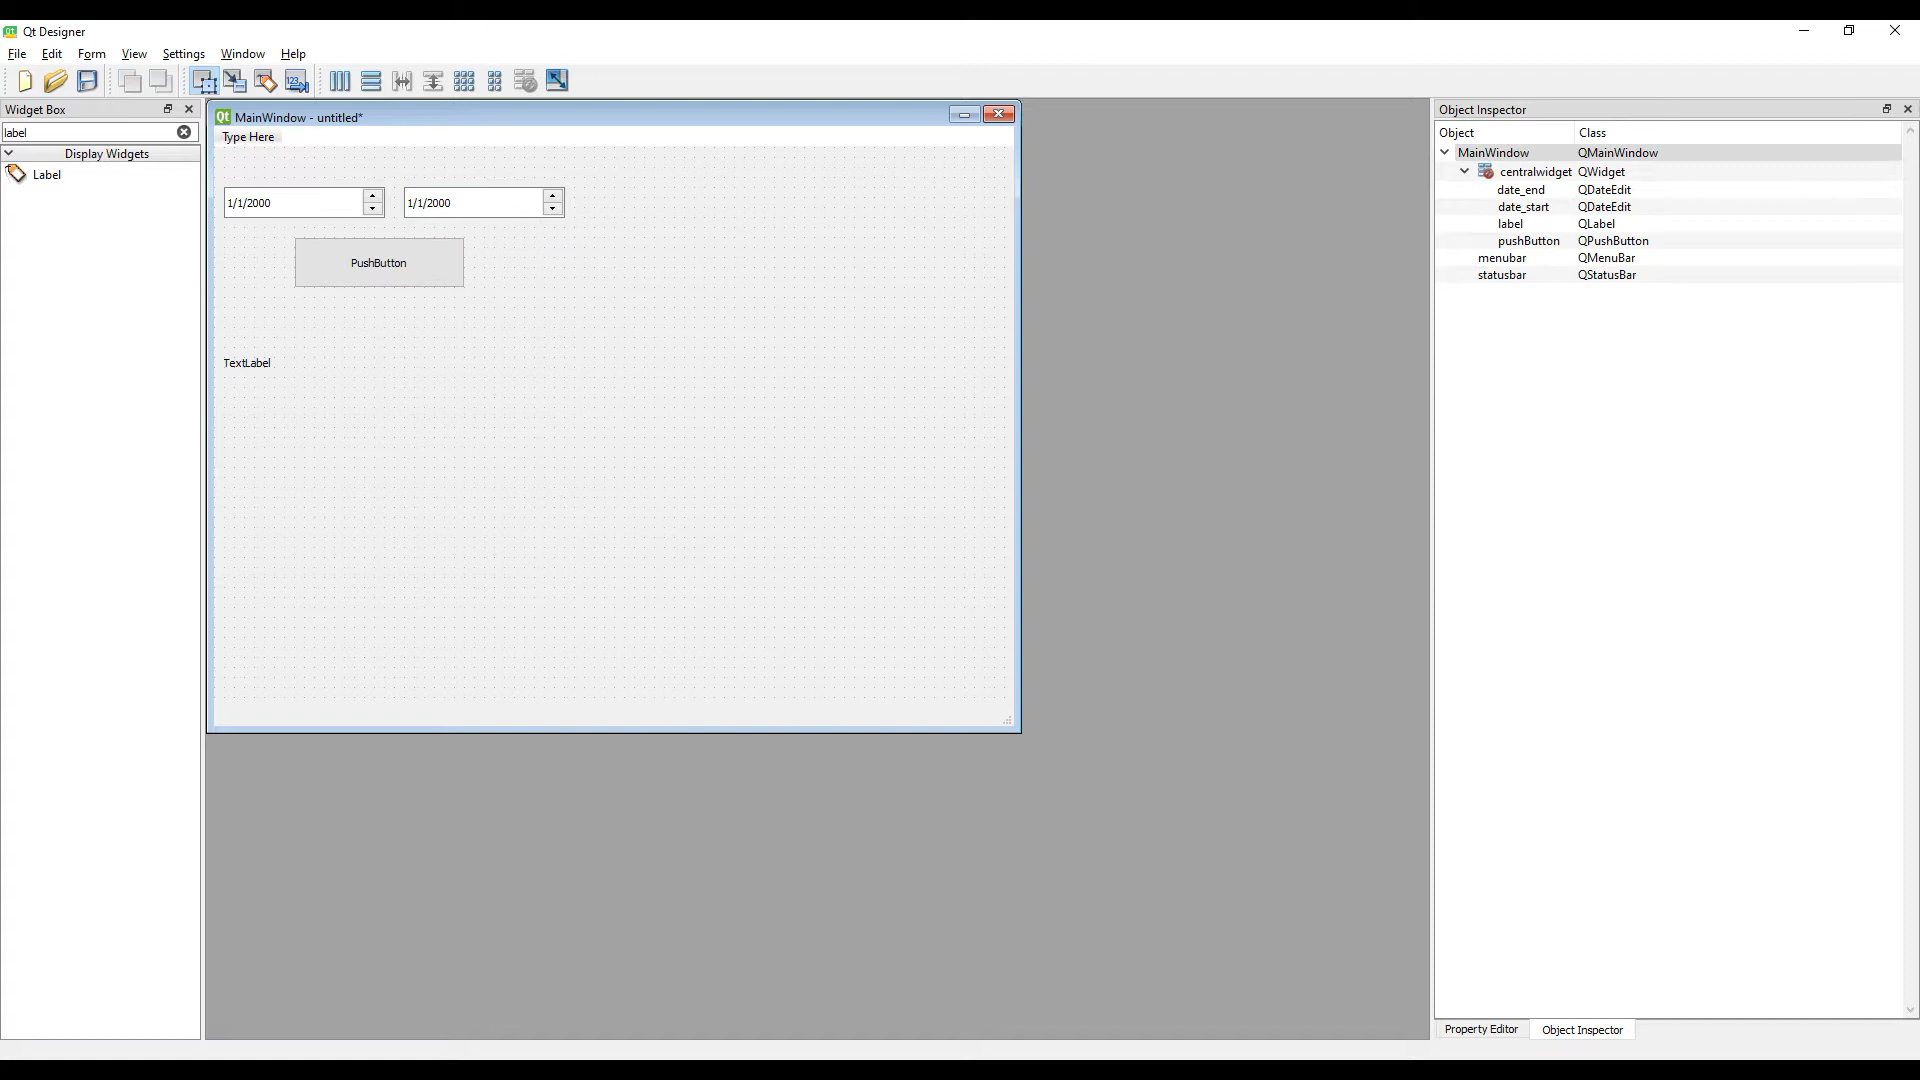 Qt Designer
File Edit Form View Settings Window Help
Widget Box
label
Display Widgets
Label
Qt MainWindow - untitled*
Type Here
1/1/2000 1/1/2000
PushButton
TextLabel
Object Inspector
Object Class
MainWindow QMainWindow
centralwidget QWidget
date_end QDateEdit
date_start QDateEdit
label QLabel
pushButton QPushButton
menubar QMenuBar
statusbar QStatusBar
Property Editor Object Inspector